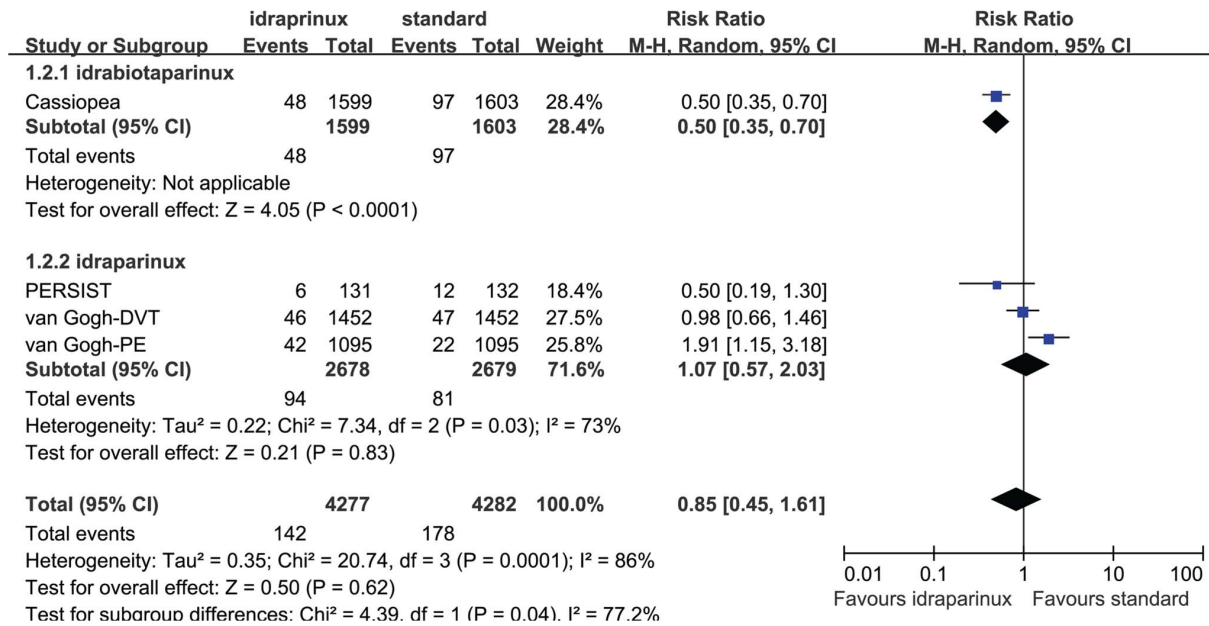 idraprinux standard Risk Ratio Risk Ratio
Study or Subgroup Events Total Events Total Weight M-H, Random, 95% CI M-H, Random, 95% CI
1.2.1 idrabiotaparinux
Cassiopea 48 1599 97 1603 28.4% 0.50 [0.35, 0.70]
Subtotal (95% CI) 1599 1603 28.4% 0.50 [0.35, 0.70]
Total events 48 97
Heterogeneity: Not applicable
Test for overall effect: Z = 4.05 (P < 0.0001)
1.2.2 idraparinux
PERSIST 6 131 12 132 18.4% 0.50 [0.19, 1.30]
van Gogh-DVT 46 1452 47 1452 27.5% 0.98 [0.66, 1.46]
van Gogh-PE 42 1095 22 1095 25.8% 1.91 [1.15, 3.18]
Subtotal (95% CI) 2678 2679 71.6% 1.07 [0.57, 2.03]
Total events 94 81
Heterogeneity: Tau² = 0.22; Chi² = 7.34, df = 2 (P = 0.03); I² = 73%
Test for overall effect: Z = 0.21 (P = 0.83)
Total (95% CI) 4277 4282 100.0% 0.85 [0.45, 1.61]
Total events 142 178
Heterogeneity: Tau² = 0.35; Chi² = 20.74, df = 3 (P = 0.0001); I² = 86%
Test for overall effect: Z = 0.50 (P = 0.62)
Test for subgroup differences: Chi² = 4.39, df = 1 (P = 0.04), I² = 77.2%
0.01 0.1 1 10 100
Favours idraparinux Favours standard